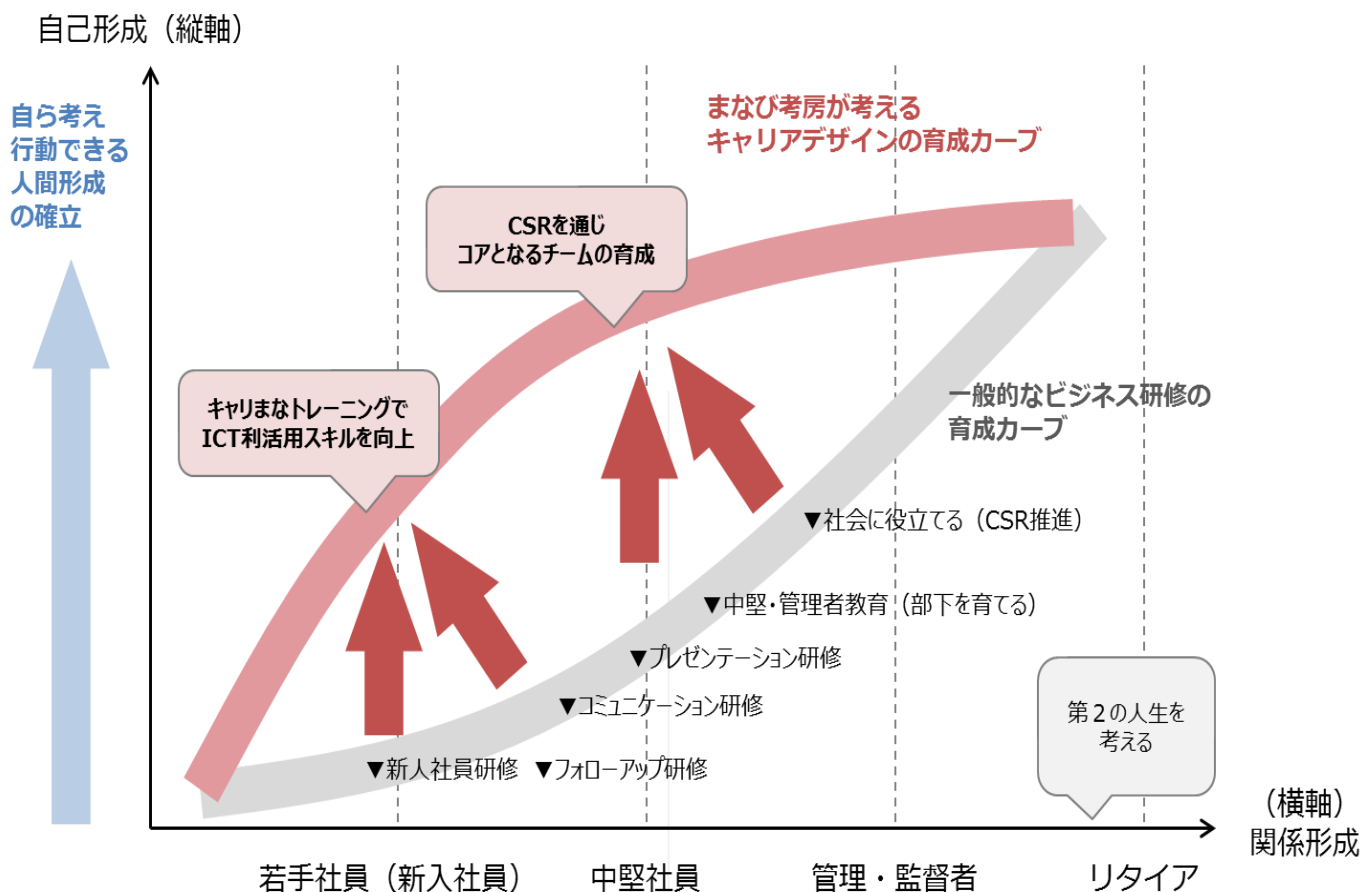 自己形成（縦軸）
自ら考え
行動できる
人間形成
の確立
まなび考房が考える
キャリアデザインの育成カーブ
CSRを通じ
コアとなるチームの育成
キャリまなトレーニングで
ICT利活用スキルを向上
一般的なビジネス研修の
育成カーブ
▼社会に役立てる（CSR推進）
▼中堅・管理者教育（部下を育てる）
▼プレゼンテーション研修
▼コミュニケーション研修
▼新人社員研修 ▼フォローアップ研修
第２の人生を
考える
（横軸）
関係形成
若手社員（新入社員） 中堅社員 管理・監督者 リタイア